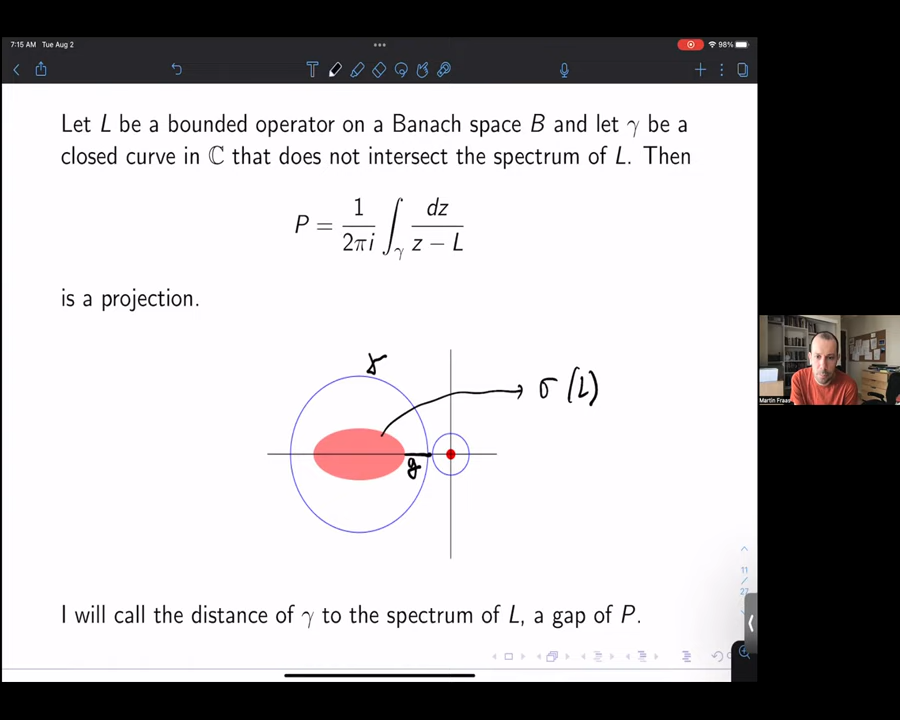 7:15 AM Tue Aug 2
98%
Let L be a bounded operator on a Banach space B and let γ be a
closed curve in ℂ that does not intersect the spectrum of L. Then
P = 1/2πi ∫_γ dz/z − L
is a projection.
γ
σ (L)
g
Martin Fraas
I will call the distance of γ to the spectrum of L, a gap of P.
11
/
27